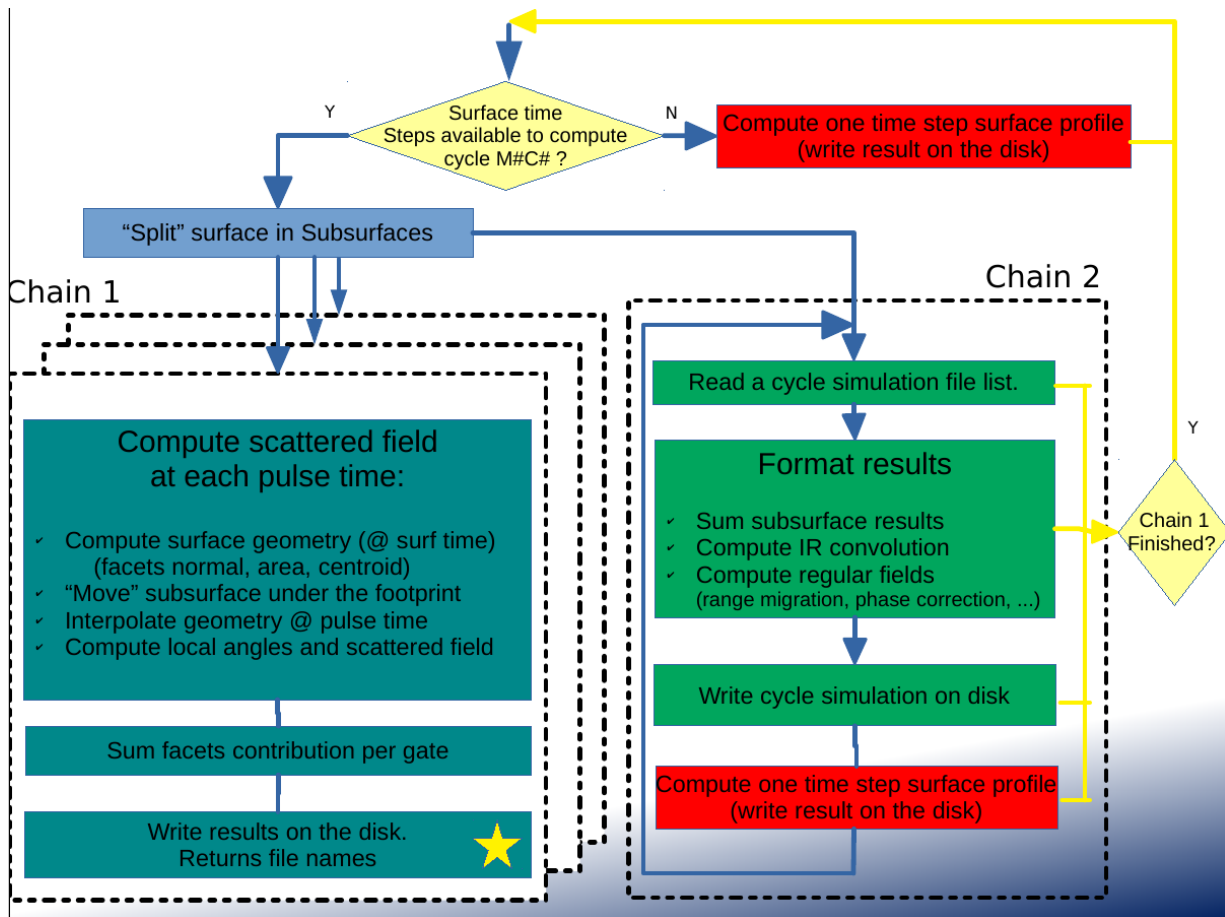 Y
Surface time
Steps available to compute
cycle M#C# ?
N
Compute one time step surface profile
(write result on the disk)
“Split” surface in Subsurfaces
Chain 1
Compute scattered field
at each pulse time:
✔ Compute surface geometry (@ surf time)
(facets normal, area, centroid)
✔ “Move” subsurface under the footprint
✔ Interpolate geometry @ pulse time
✔ Compute local angles and scattered field
Sum facets contribution per gate
Write results on the disk.
Returns file names
Chain 2
Read a cycle simulation file list.
Format results
✔ Sum subsurface results
✔ Compute IR convolution
✔ Compute regular fields
(range migration, phase correction, ...)
Write cycle simulation on disk
Compute one time step surface profile
(write result on the disk)
Y
Chain 1
Finished?